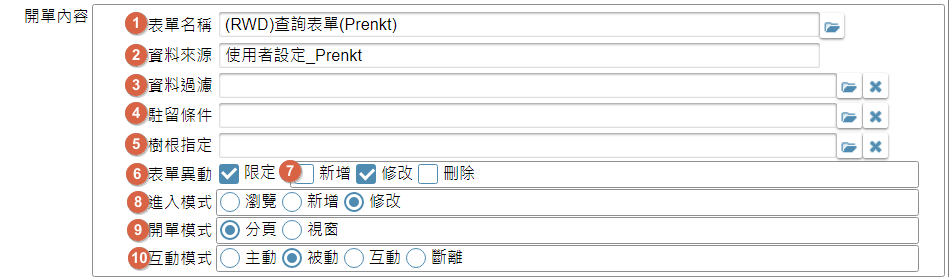 開單內容
1 表單名稱 (RWD)查詢表單(Prenkt)
2 資料來源 使用者設定_Prenkt
3 資料過濾
4 駐留條件
5 樹根指定
6 表單異動 限定 7 新增 修改 刪除
8 進入模式 瀏覽 新增 修改
9 開單模式 分頁 視窗
10 互動模式 主動 被動 互動 斷離